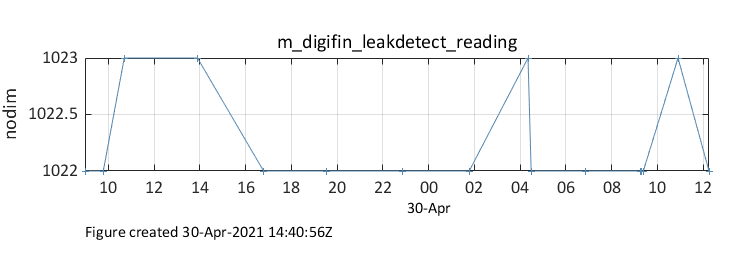 m_digifin_leakdetect_reading
nodim
1023
1022.5
1022
10 12 14 16 18 20 22 00 02 04 06 08 10 12
30-Apr
Figure created 30-Apr-2021 14:40:56Z